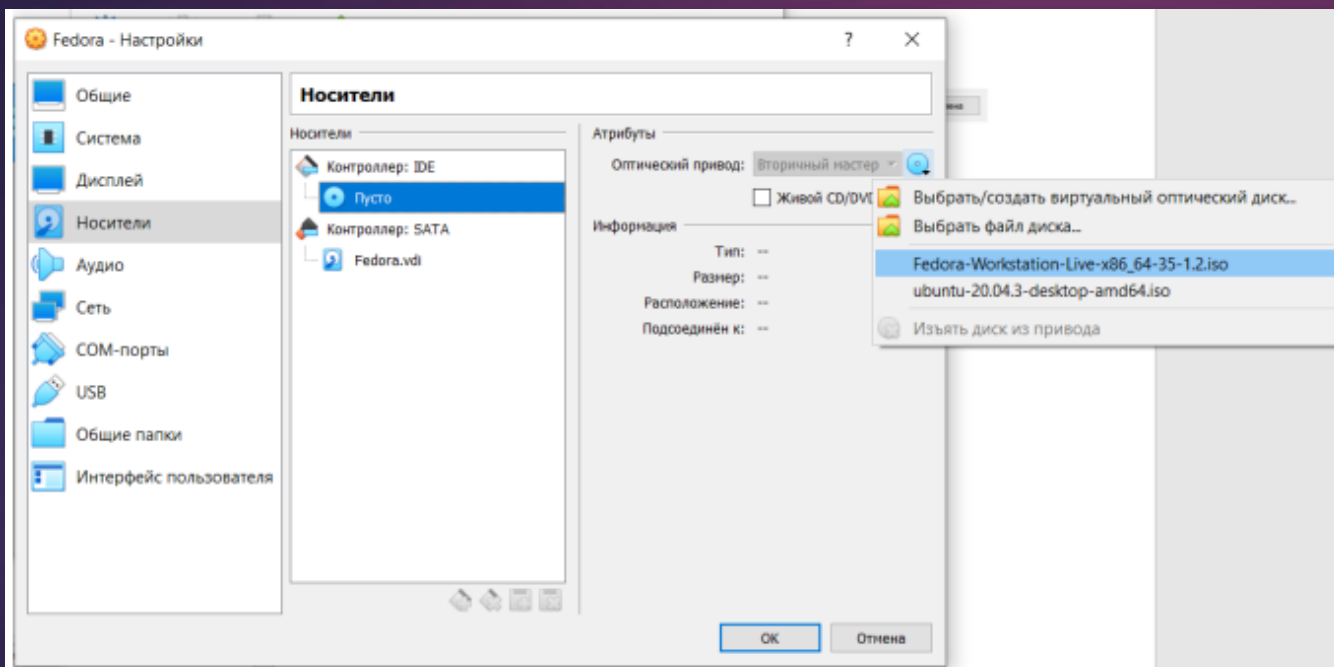 Fedora - Настройки
?
Общие
Система
Дисплей
Носители
Аудио
Сеть
COM-порты
USB
Общие папки
Интерфейс пользователя
Носители
Носители
Контроллер: IDE
Пусто
Контроллер: SATA
Fedora.vdi
Атрибуты
Оптический привод: Вторичный мастер
Живой CD/DVD
Информация
Тип: --
Размер: --
Расположение: --
Подсоединён к: --
Выбрать/создать виртуальный оптический диск...
Выбрать файл диска...
Fedora-Workstation-Live-x86_64-35-1.2.iso
ubuntu-20.04.3-desktop-amd64.iso
Изъять диск из привода
OK
Отмена